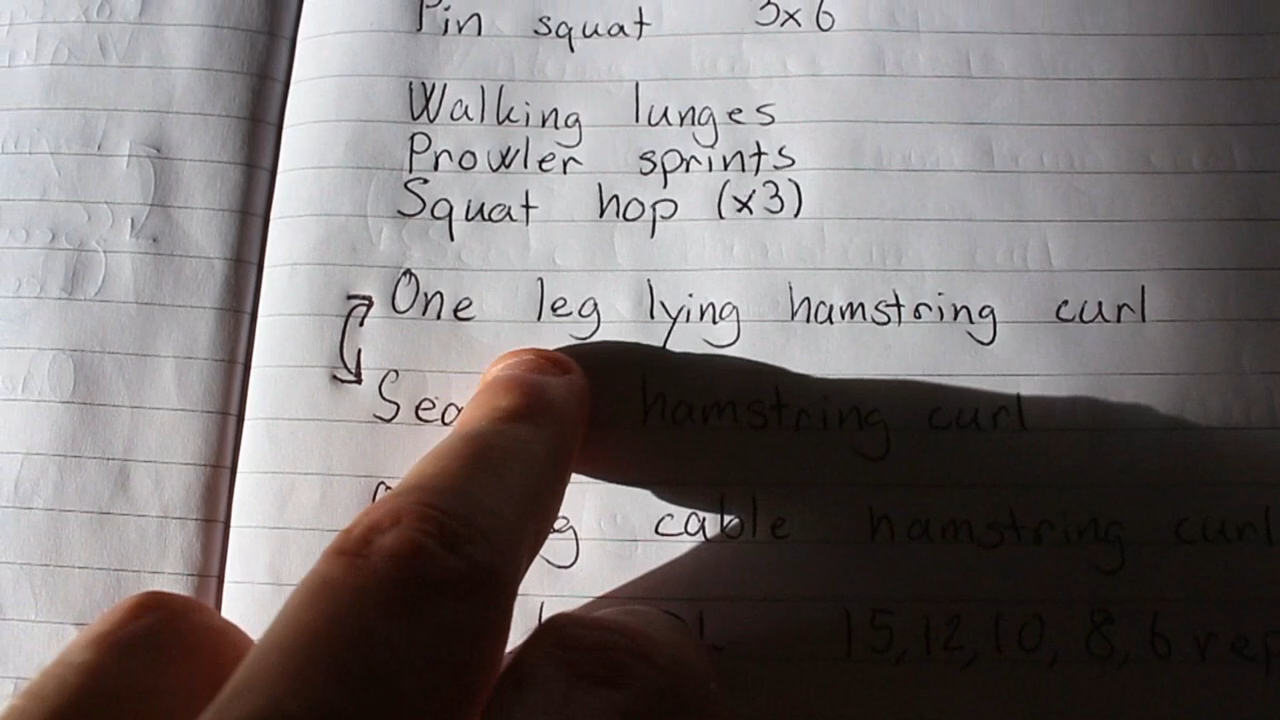 Pin squat 3x6
Walking lunges
Prowler sprints
Squat hop (x3)
One leg lying hamstring curl
hamstring curl
cable hamstring curl
15, 12, 10, 8, 6